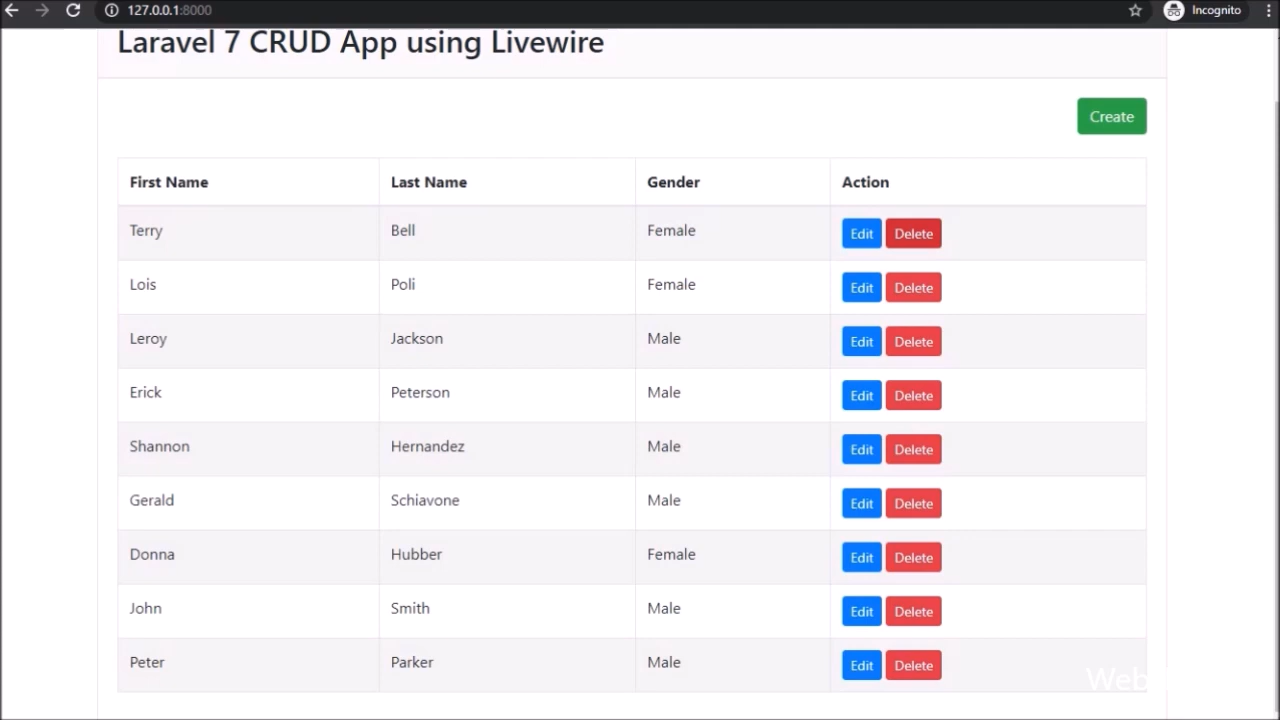 127.0.0.1:8000 Incognito
Laravel 7 CRUD App using Livewire
Create
First Name Last Name Gender Action
Terry Bell Female Edit Delete
Lois Poli Female Edit Delete
Leroy Jackson Male Edit Delete
Erick Peterson Male Edit Delete
Shannon Hernandez Male Edit Delete
Gerald Schiavone Male Edit Delete
Donna Hubber Female Edit Delete
John Smith Male Edit Delete
Peter Parker Male Edit Delete